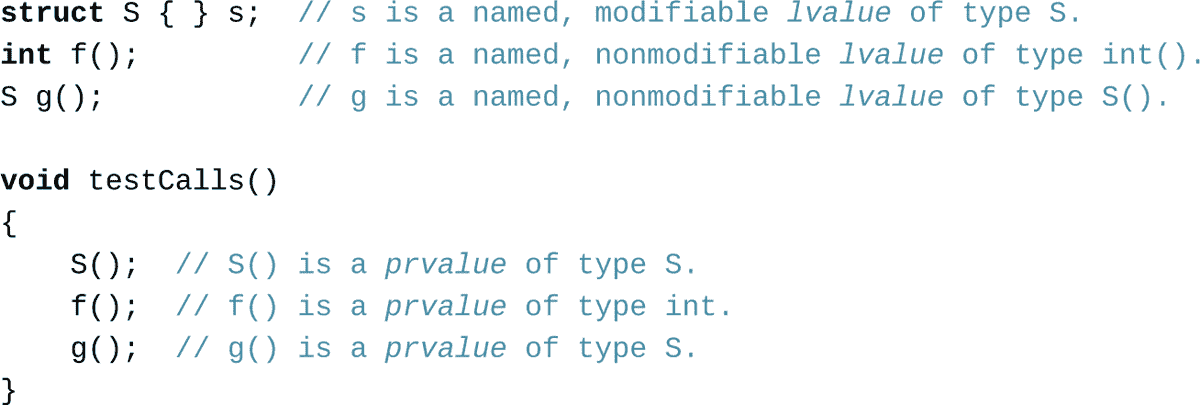 struct S { } s;  // s is a named, modifiable lvalue of type S.
int f();         // f is a named, nonmodifiable lvalue of type int().
S g();           // g is a named, nonmodifiable lvalue of type S().

void testCalls()
{
    S();  // S() is a prvalue of type S.
    f();  // f() is a prvalue of type int.
    g();  // g() is a prvalue of type S.
}